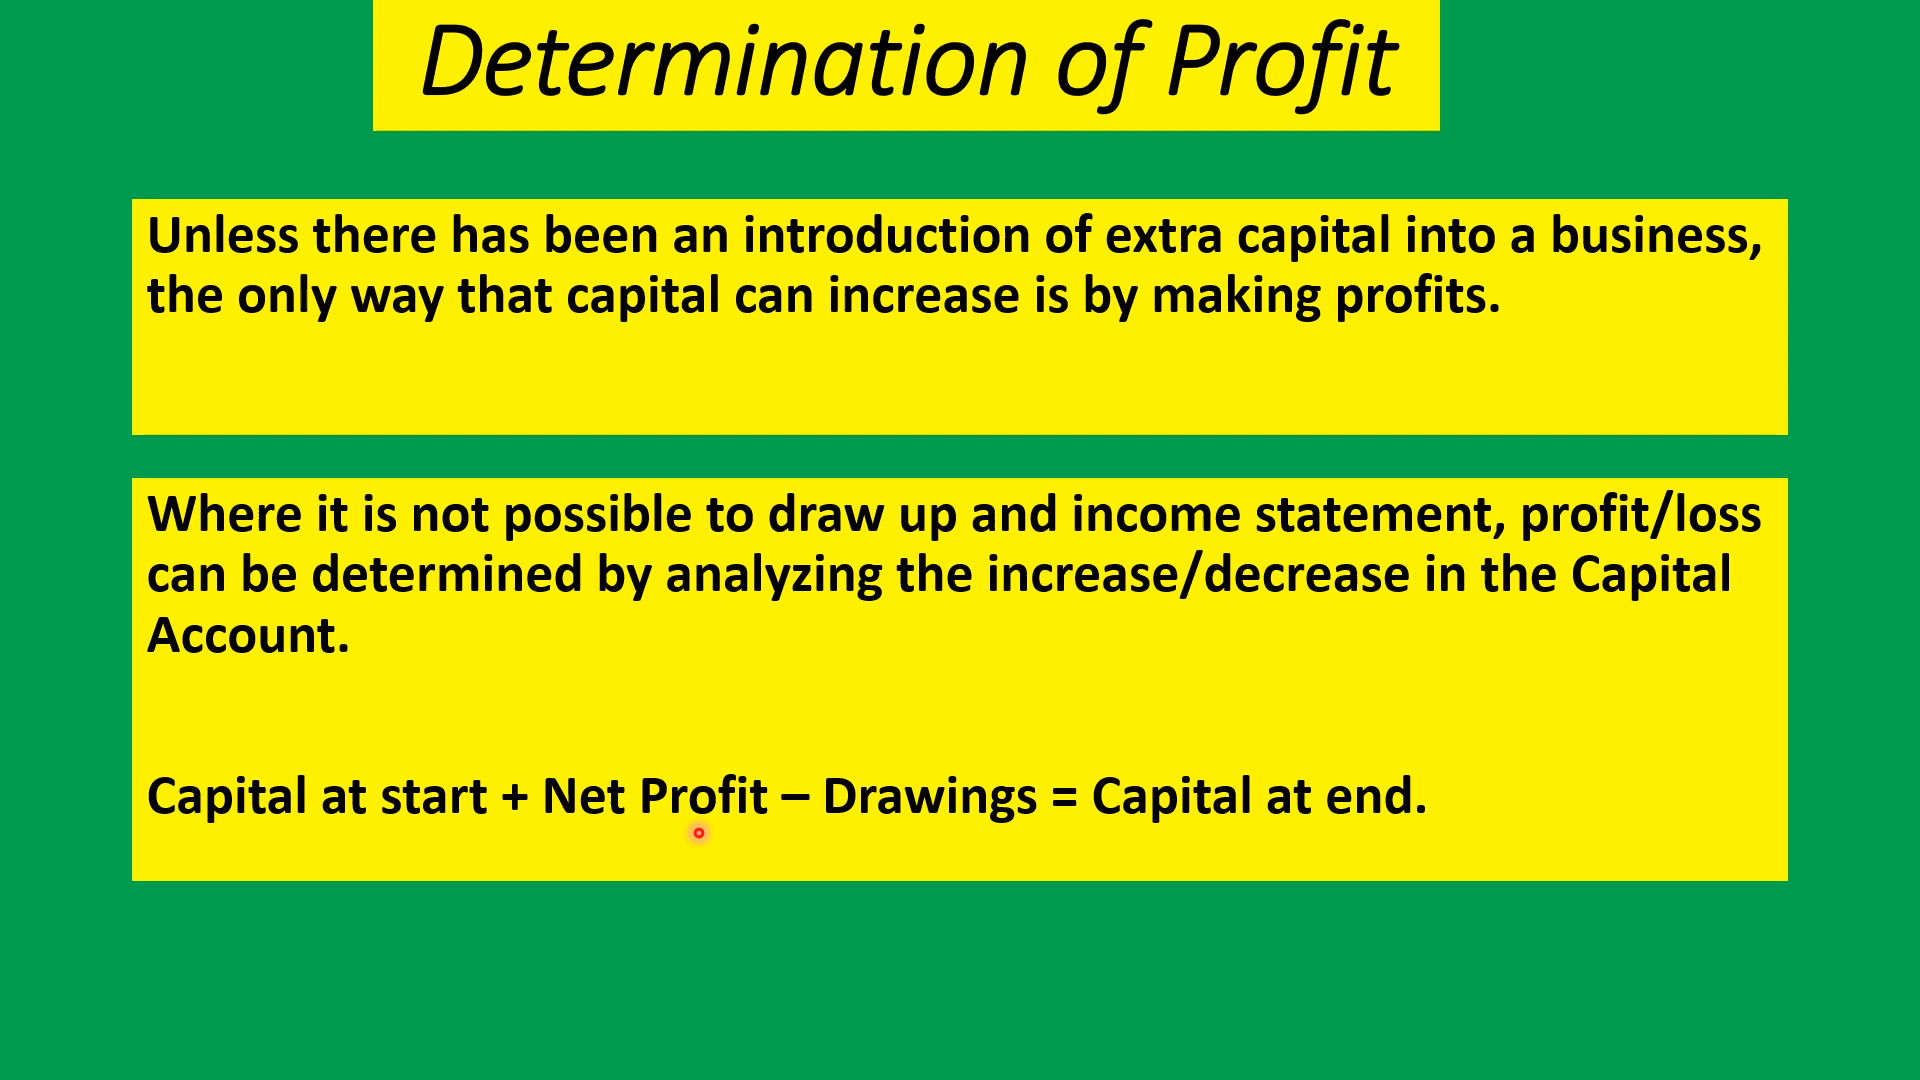 Determination of Profit
Unless there has been an introduction of extra capital into a business,
the only way that capital can increase is by making profits.
Where it is not possible to draw up and income statement, profit/loss
can be determined by analyzing the increase/decrease in the Capital
Account.
Capital at start + Net Profit – Drawings = Capital at end.